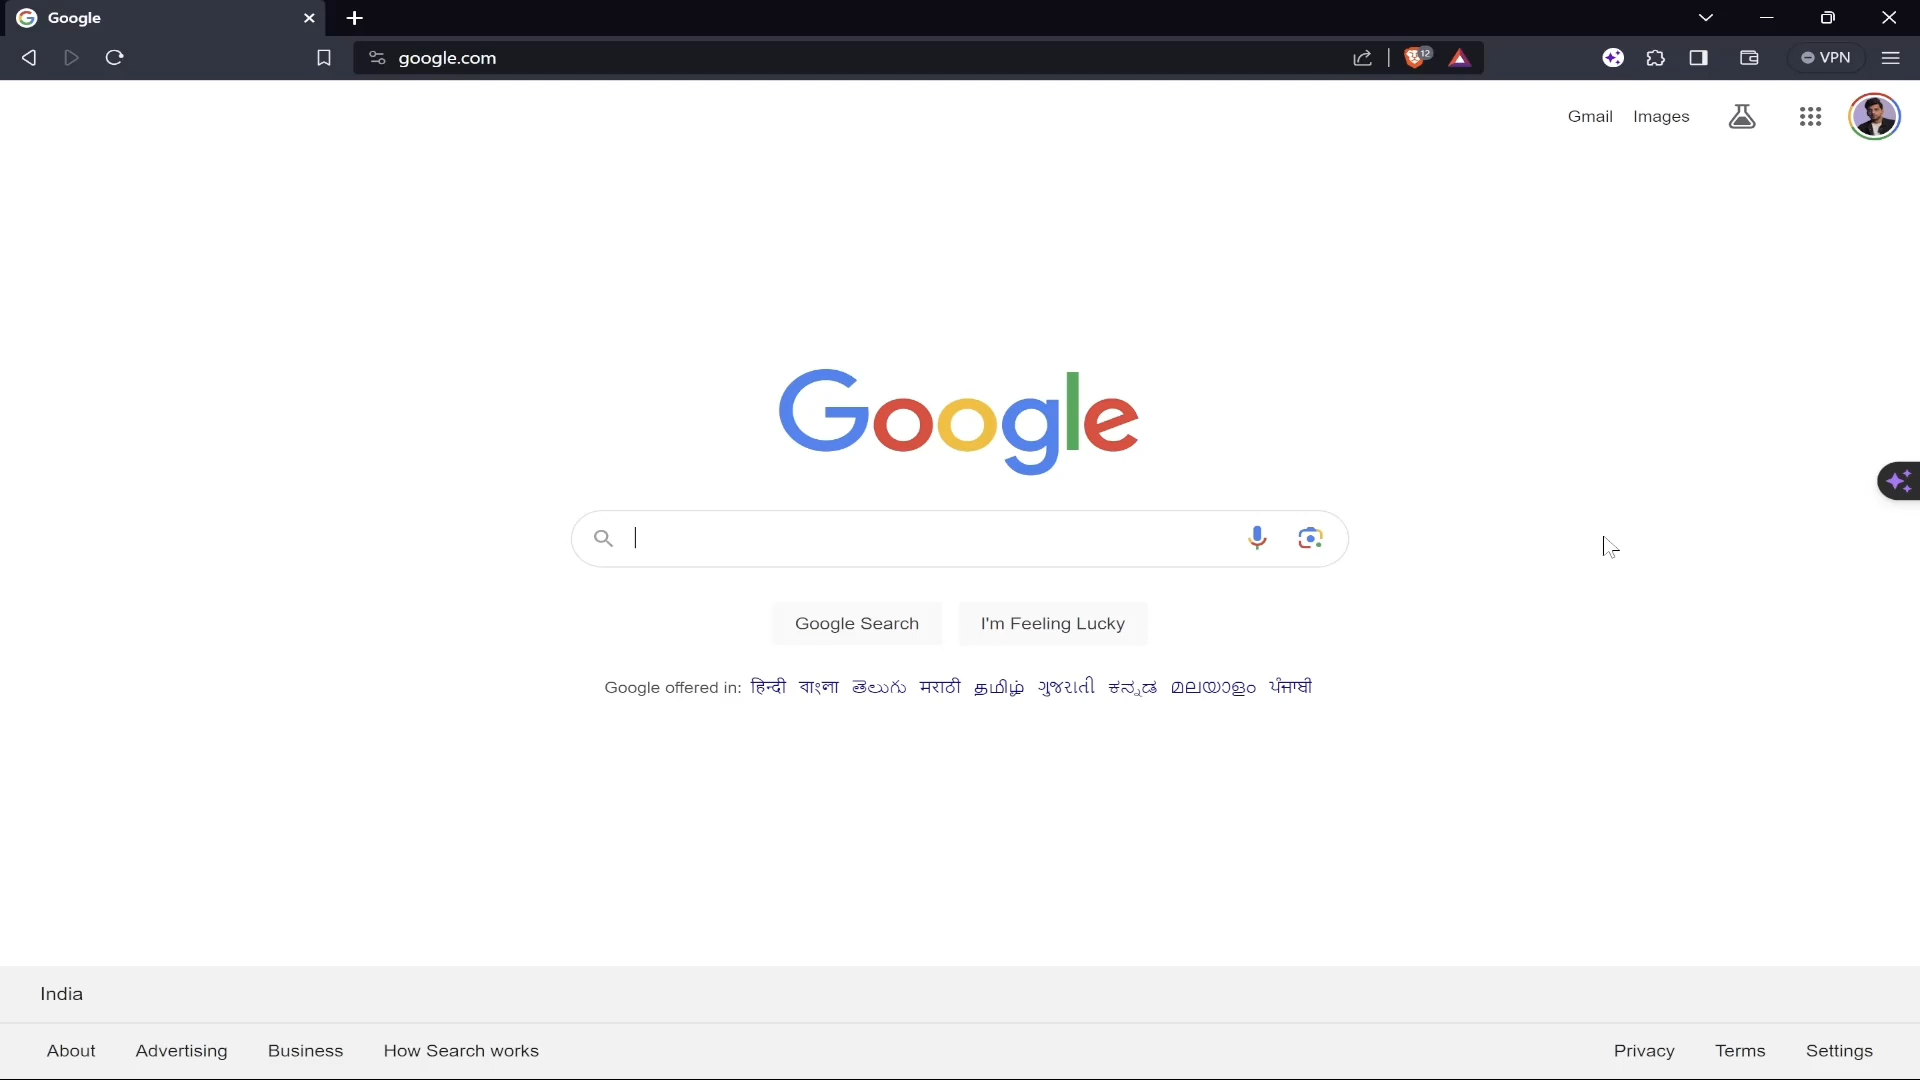 Google
google.com
12
VPN
Gmail Images
Google
Google Search I'm Feeling Lucky
Google offered in: हिन्दी বাংলা తెలుగు मराठी தமிழ் ગુજરાતી ಕನ್ನಡ മലയാളം ਪੰਜਾਬੀ
India
About Advertising Business How Search works Privacy Terms Settings